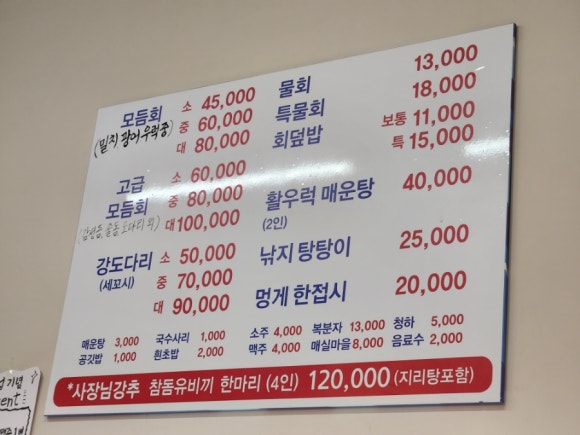 모듬회 소 45,000
(밀치 광어 우럭 중) 중 60,000
대 80,000
고급 모듬회 소 60,000
중 80,000
대 100,000
강도다리 소 50,000
(세꼬시) 중 70,000
대 90,000
물회 13,000
특물회 18,000
회덮밥 보통 11,000
특 15,000
활우럭 매운탕 40,000
(2인)
낚지 탕탕이 25,000
멍게 한접시 20,000
매운탕 3,000 국수사리 1,000 소주 4,000 복분자 13,000 청하 5,000
공깃밥 1,000 흰초밥 2,000 맥주 4,000 매실마을 8,000 음료수 2,000
*사장님강추 참돔유비끼 한마리 (4인) 120,000 (지리탕포함)
기념